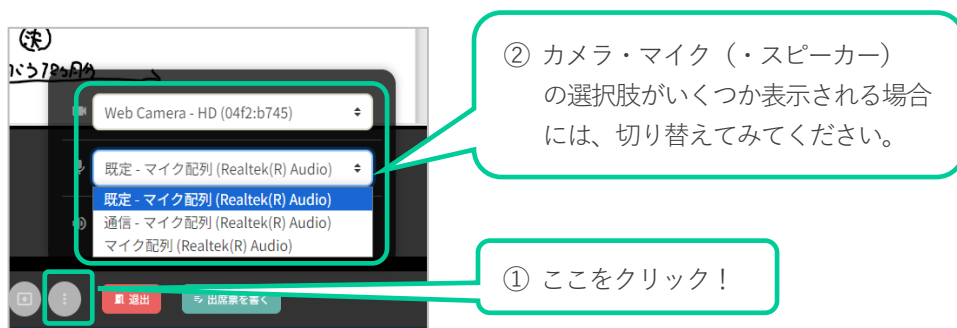 Web Camera - HD (04f2:b745)
既定 - マイク配列 (Realtek(R) Audio)
既定 - マイク配列 (Realtek(R) Audio)
通信 - マイク配列 (Realtek(R) Audio)
マイク配列 (Realtek(R) Audio)
退出
出席票を書く
② カメラ・マイク（・スピーカー）
の選択肢がいくつか表示される場合
には、切り替えてみてください。
① ここをクリック！